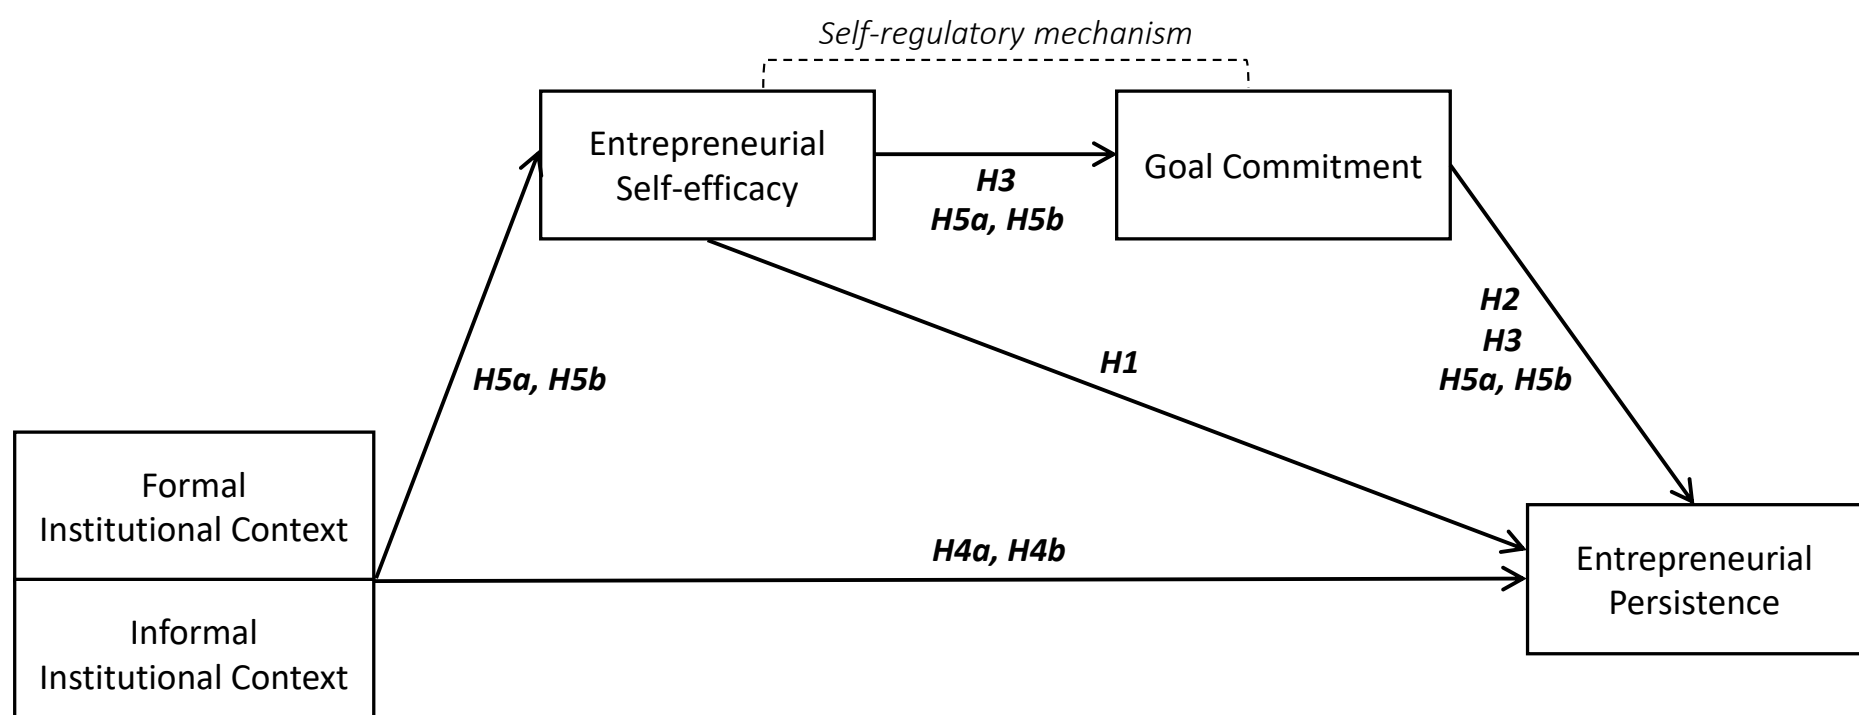 Self-regulatory mechanism
Entrepreneurial
Self-efficacy
Goal Commitment
H3
H5a, H5b
H2
H3
H5a, H5b
H1
H5a, H5b
Formal
Institutional Context
H4a, H4b
Entrepreneurial
Persistence
Informal
Institutional Context